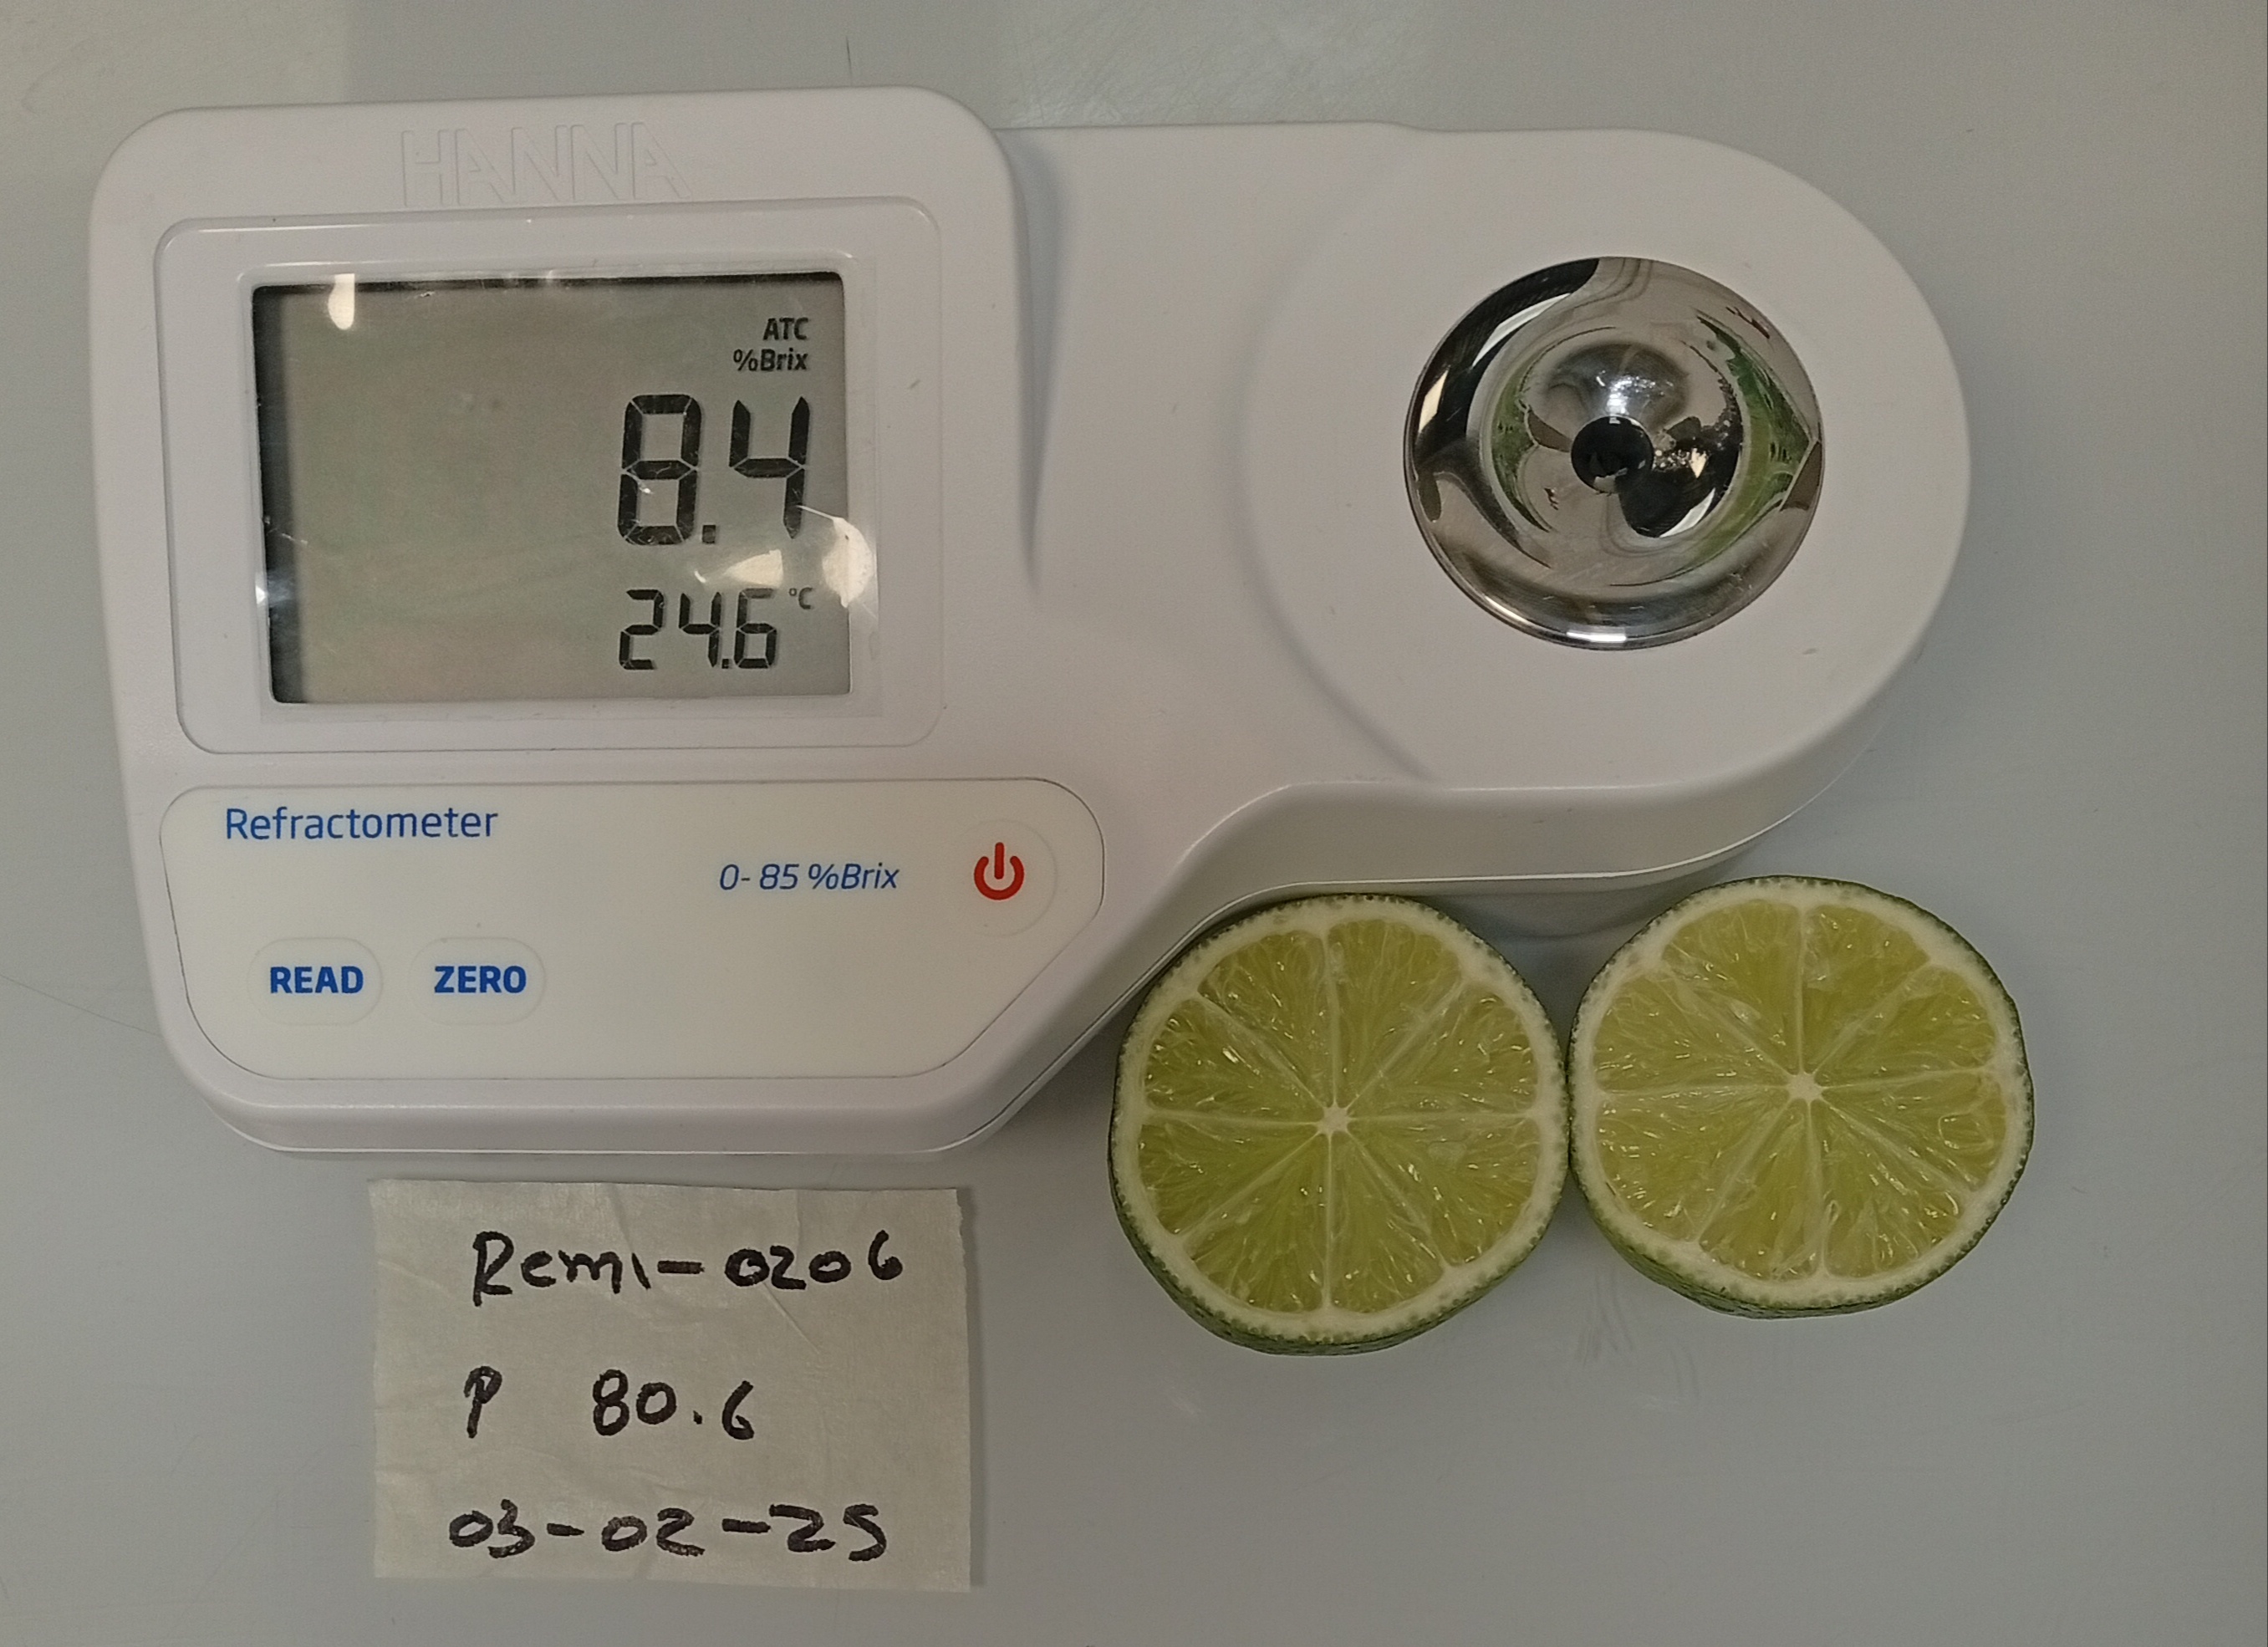 HANNA
ATC
%Brix
8.4
24.6 °C
Refractometer
0-85 %Brix
READ ZERO
Remi-0206
P 80.6
03-02-25